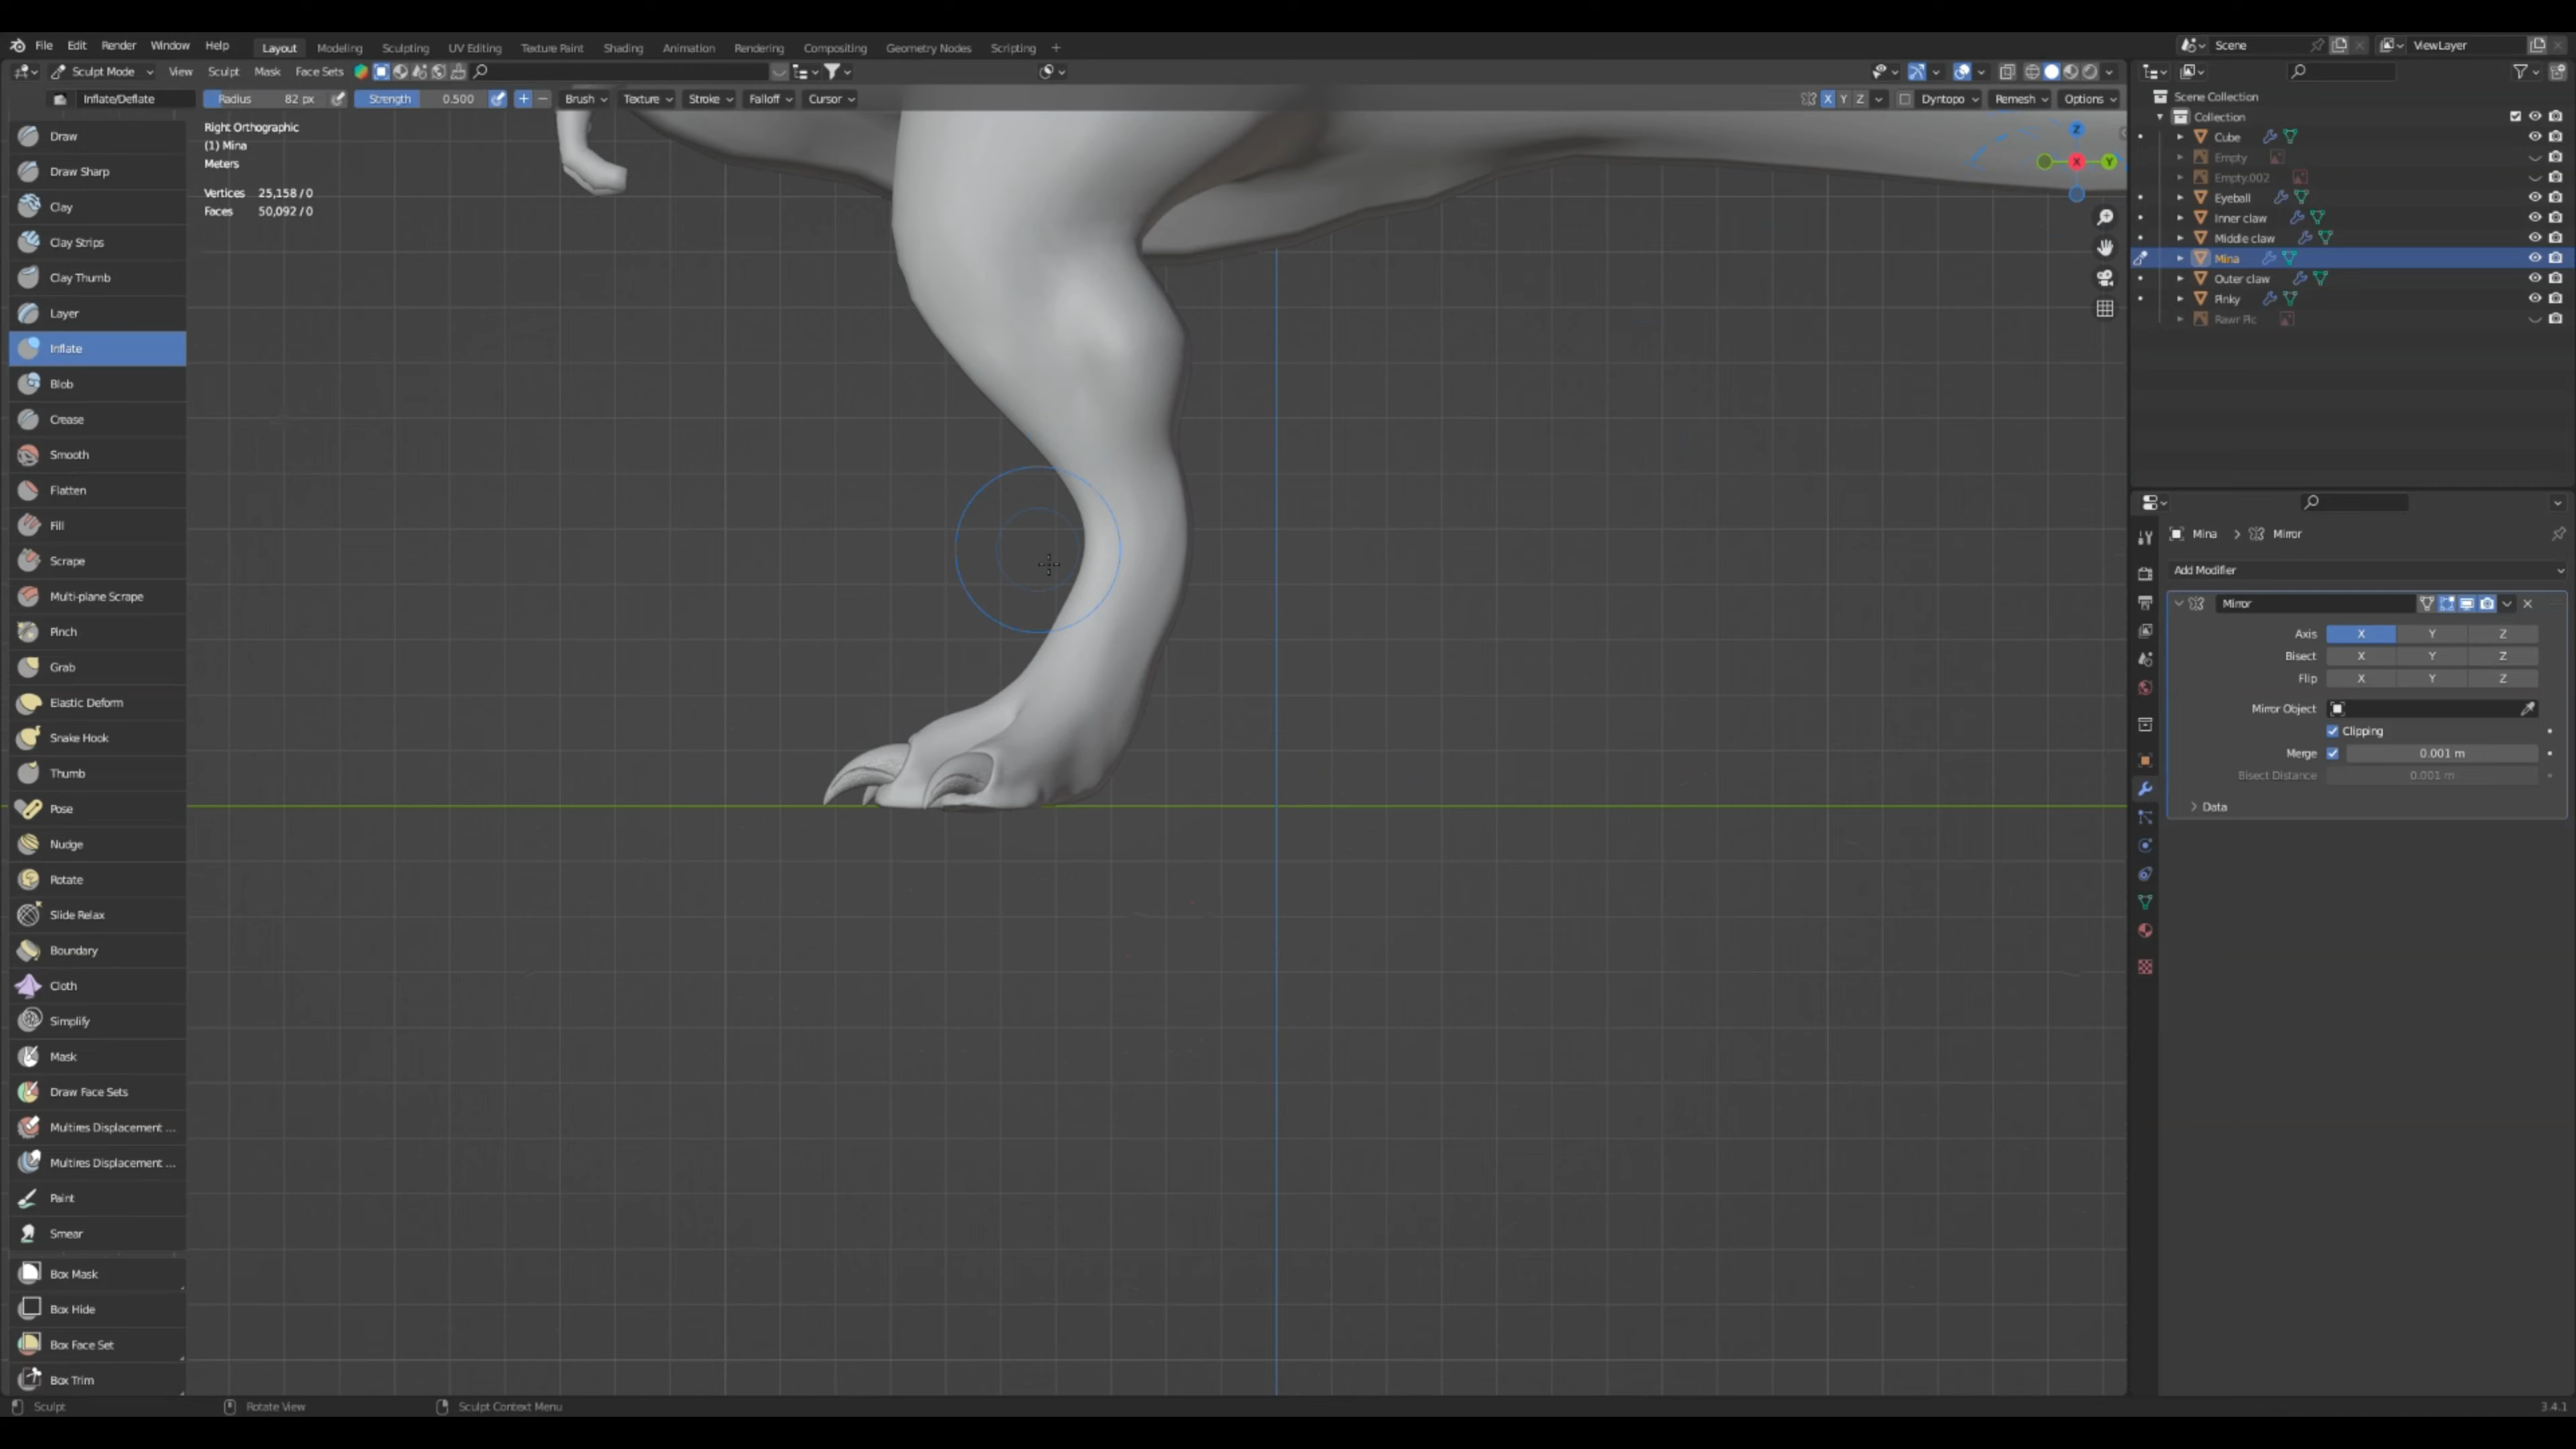 File Edit Render Window Help Layout Modeling Sculpting UV Editing Texture Paint Shading Animation Rendering Compositing Geometry Nodes Scripting + Scene ViewLayer
Sculpt Mode View Sculpt Mask Face Sets
Inflate/Deflate Radius 82 px Strength 0.500 Brush Texture Stroke Falloff Cursor X Y Z Dyntopo Remesh Options
Right Orthographic
(1) Mina
Meters
Vertices 25,158 / 0
Faces 50,092 / 0
Z
X
Y
Draw
Draw Sharp
Clay
Clay Strips
Clay Thumb
Layer
Inflate
Blob
Crease
Smooth
Flatten
Fill
Scrape
Multi-plane Scrape
Pinch
Grab
Elastic Deform
Snake Hook
Thumb
Pose
Nudge
Rotate
Slide Relax
Boundary
Cloth
Simplify
Mask
Draw Face Sets
Multires Displacement ...
Multires Displacement ...
Paint
Smear
Box Mask
Box Hide
Box Face Set
Box Trim
Scene Collection
Collection
Cube
Empty
Empty.002
Eyeball
Inner claw
Middle claw
Mina
Outer claw
Pinky
Rawr Pic
Mina > Mirror
Add Modifier
Mirror
Axis X Y Z
Bisect X Y Z
Flip X Y Z
Mirror Object
Clipping
Merge 0.001 m
Bisect Distance 0.001 m
Data
Sculpt Rotate View Sculpt Context Menu 3.4.1